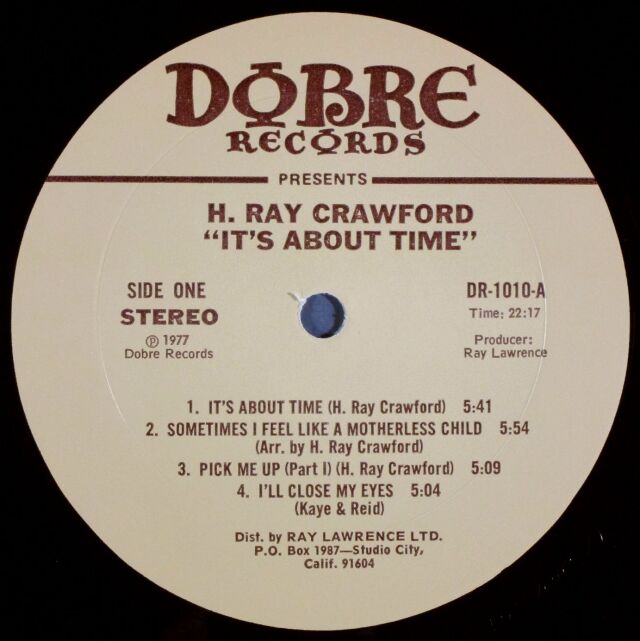 DOBRE
RECORDS
PRESENTS
H. RAY CRAWFORD
"IT'S ABOUT TIME"
SIDE ONE
STEREO
℗ 1977
Dobre Records
DR-1010-A
Time: 22:17
Producer:
Ray Lawrence
1. IT'S ABOUT TIME (H. Ray Crawford) 5:41
2. SOMETIMES I FEEL LIKE A MOTHERLESS CHILD 5:54
(Arr. by H. Ray Crawford)
3. PICK ME UP (Part I) (H. Ray Crawford) 5:09
4. I'LL CLOSE MY EYES 5:04
(Kaye & Reid)
Dist. by RAY LAWRENCE LTD.
P.O. Box 1987—Studio City,
Calif. 91604